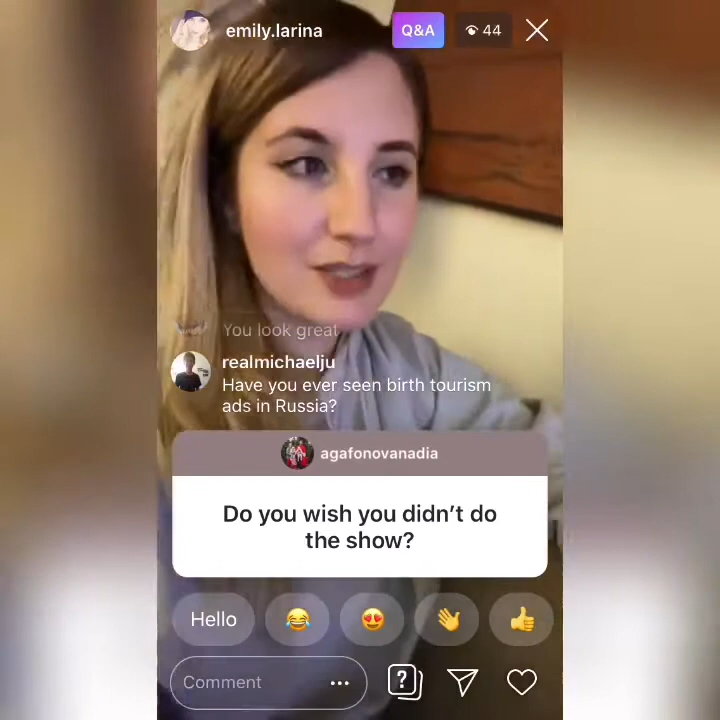 emily.larina
Q&A
44
You look great
realmichaelju
Have you ever seen birth tourism
ads in Russia?
agafonovanadia
Do you wish you didn’t do
the show?
Hello
Comment
?